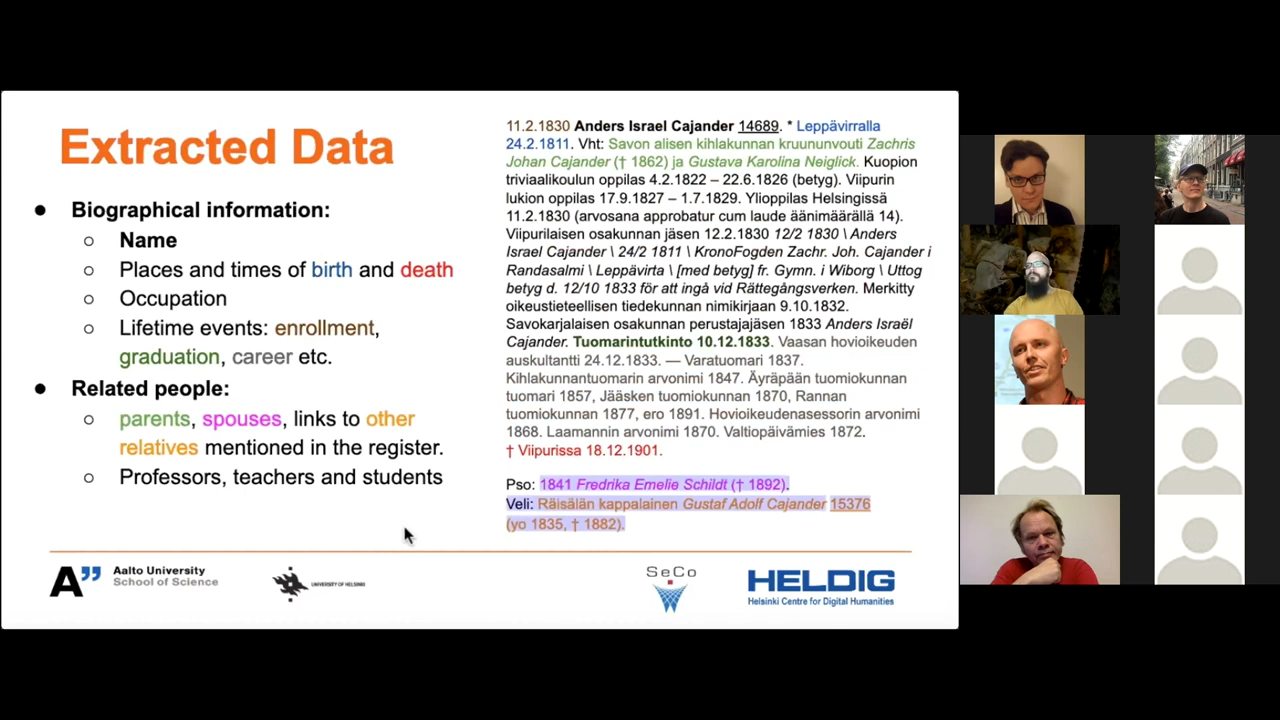 Extracted Data
● Biographical information:
○ Name
○ Places and times of birth and death
○ Occupation
○ Lifetime events: enrollment,
graduation, career etc.
● Related people:
○ parents, spouses, links to other
relatives mentioned in the register.
○ Professors, teachers and students
11.2.1830 Anders Israel Cajander 14689. * Leppävirralla
24.2.1811. Vht: Savon alisen kihlakunnan kruununvouti Zachris
Johan Cajander († 1862) ja Gustava Karolina Neiglick. Kuopion
triviaalikoulun oppilas 4.2.1822 – 22.6.1826 (betyg). Viipurin
lukion oppilas 17.9.1827 – 1.7.1829. Ylioppilas Helsingissä
11.2.1830 (arvosana approbatur cum laude äänimäärällä 14).
Viipurilaisen osakunnan jäsen 12.2.1830 12/2 1830 \ Anders
Israel Cajander \ 24/2 1811 \ KronoFogden Zachr. Joh. Cajander i
Randasalmi \ Leppävirta \ [med betyg] fr. Gymn. i Wiborg \ Uttog
betyg d. 12/10 1833 för att ingå vid Rättegångsverken. Merkitty
oikeustieteellisen tiedekunnan nimikirjaan 9.10.1832.
Savokarjalaisen osakunnan perustajajäsen 1833 Anders Israël
Cajander. Tuomarintutkinto 10.12.1833. Vaasan hovioikeuden
auskultantti 24.12.1833. — Varatuomari 1837.
Kihlakunnantuomarin arvonimi 1847. Äyräpään tuomiokunnan
tuomari 1857, Jääsken tuomiokunnan 1870, Rannan
tuomiokunnan 1877, ero 1891. Hovioikeudenasessorin arvonimi
1868. Laamannin arvonimi 1870. Valtiopäivämies 1872.
† Viipurissa 18.12.1901.
Pso: 1841 Fredrika Emelie Schildt († 1892).
Veli: Räisälän kappalainen Gustaf Adolf Cajander 15376
(yo 1835, † 1882).
A” Aalto University
School of Science
UNIVERSITY OF HELSINKI
SeCo
HELDIG
Helsinki Centre for Digital Humanities